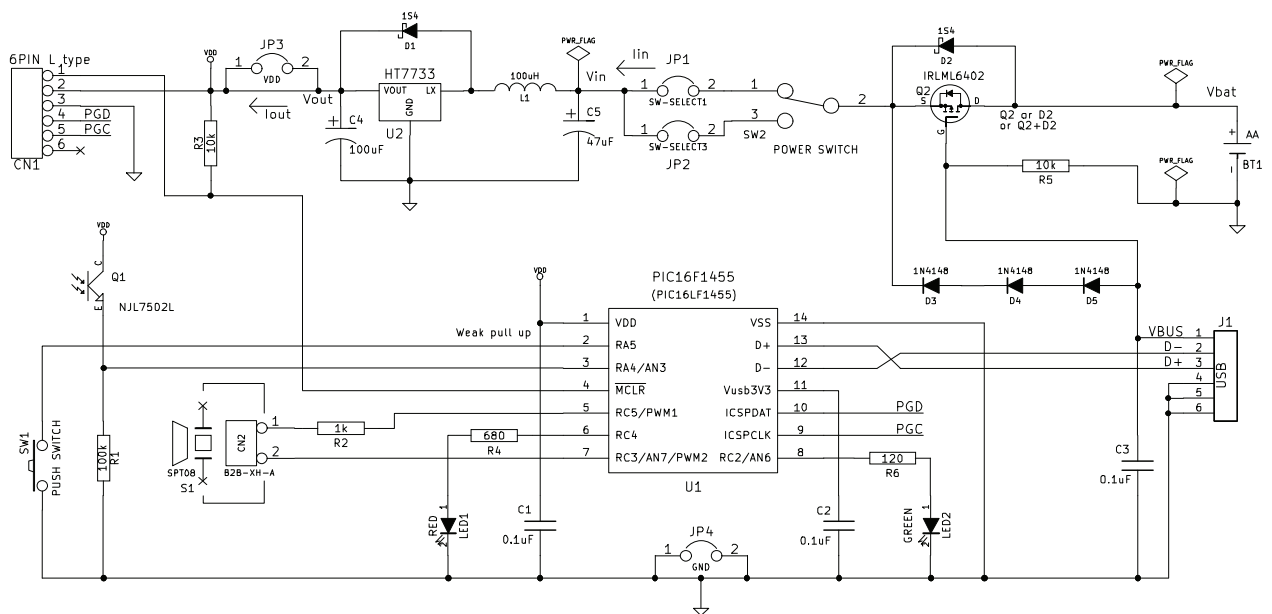 6PIN L type
1
2
3
4 PGD
5 PGC
6
CN1
VDD
JP3
1 2
VDD
Iout
Vout
R3
10k
1S4
D1
HT7733
VOUT LX
GND
U2
C4
100uF
100uH
L1
PWR_FLAG
Vin
C5
47uF
Iin
JP1
1 2
SW-SELECT1
1 2
SW-SELECT3
JP2
1
3
2
SW2
POWER SWITCH
1S4
D2
IRLML6402
Q2
S D
G
Q2 or D2
or Q2+D2
PWR_FLAG
Vbat
AA
+
-
BT1
10k
R5
PWR_FLAG
1N4148
D3
1N4148
D4
1N4148
D5
VDD
C
Q1
E
NJL7502L
VDD
PIC16F1455
(PIC16LF1455)
Weak pull up
1 VDD VSS 14
2 RA5 D+ 13
3 RA4/AN3 D- 12
4 MCLR Vusb3V3 11
5 RC5/PWM1 ICSPDAT 10 PGD
6 RC4 ICSPCLK 9 PGC
7 RC3/AN7/PWM2 RC2/AN6 8
U1
J1
VBUS 1
D- 2
D+ 3
4
5
6
USB
SW1
PUSH SWITCH
100k
R1
SPT08
S1
CN2
1
2
B2B-XH-A
1k
R2
680
R4
RED
LED1
1
2
C1
0.1uF
JP4
1 2
GND
C2
0.1uF
120
R6
GREEN
LED2
1
2
C3
0.1uF